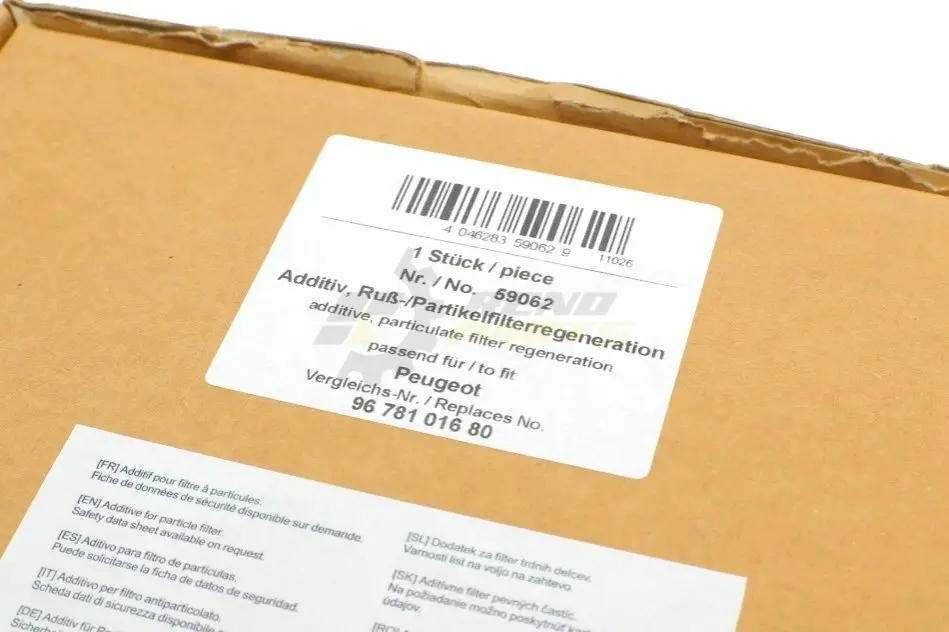 4 046283 59062 9
11026
1 Stück / piece
Nr. / No. 59062
Additiv, Ruß-/Partikelfilterregeneration
additive, particulate filter regeneration
passend für / to fit
Peugeot
Vergleichs-Nr. / Replaces No.
96 781 016 80
[FR] Additif pour filtre à particules.
Fiche de données de sécurité disponible sur demande.
[EN] Additive for particle filter.
Safety data sheet available on request.
[ES] Aditivo para filtro de partículas.
Puede solicitarse la ficha de datos de seguridad.
[IT] Additivo per filtro antiparticolato.
Scheda dati di sicurezza disponibile
[DE] Additiv für
[SL] Dodatek za filter trdnih delcev.
Varnosti list na voljo na zahtevo.
[SK] Aditívne filter pevných častíc.
Na požiadanie možno poskytnúť
údajov.
[RO]